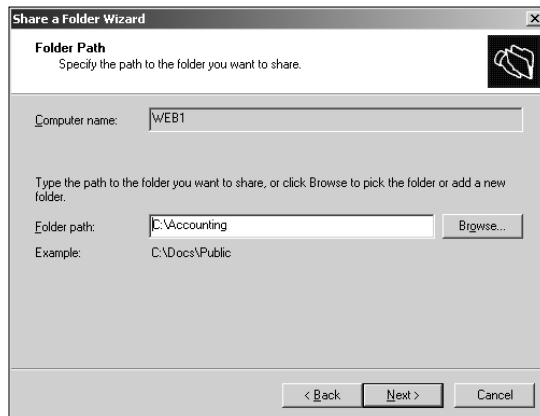 Share a Folder Wizard
Folder Path
Specify the path to the folder you want to share.
Computer name: WEB1
Type the path to the folder you want to share, or click Browse to pick the folder or add a new
folder.
Folder path: C:\Accounting Browse...
Example: C:\Docs\Public
< Back Next > Cancel